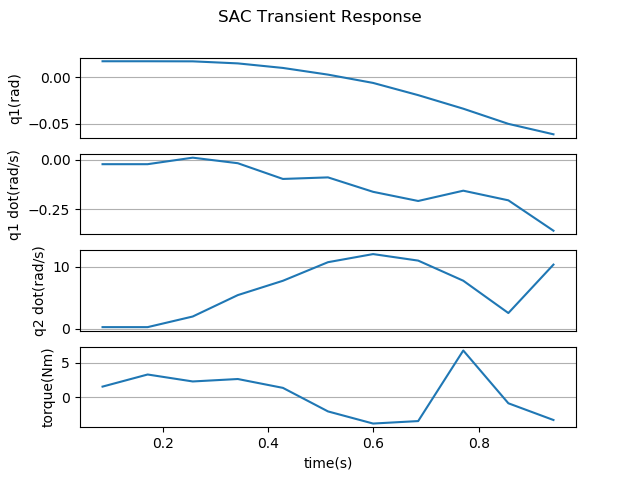 SAC Transient Response
q1(rad)
0.00
−0.05
q1 dot(rad/s)
0.00
−0.25
q2 dot(rad/s)
10
0
torque(Nm)
5
0
0.2 0.4 0.6 0.8
time(s)